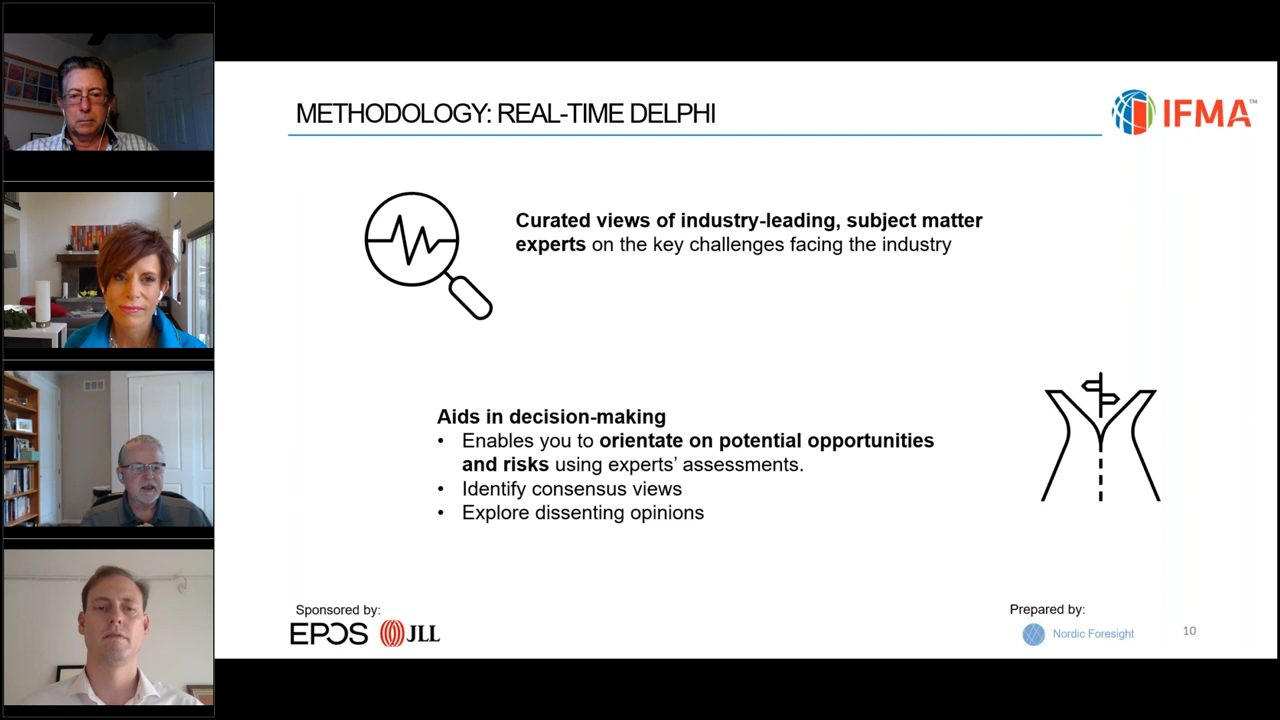 METHODOLOGY: REAL-TIME DELPHI
IFMA™
Curated views of industry-leading, subject matter
experts on the key challenges facing the industry
Aids in decision-making
• Enables you to orientate on potential opportunities
and risks using experts’ assessments.
• Identify consensus views
• Explore dissenting opinions
Sponsored by:
EPOS JLL
Prepared by:
Nordic Foresight
10